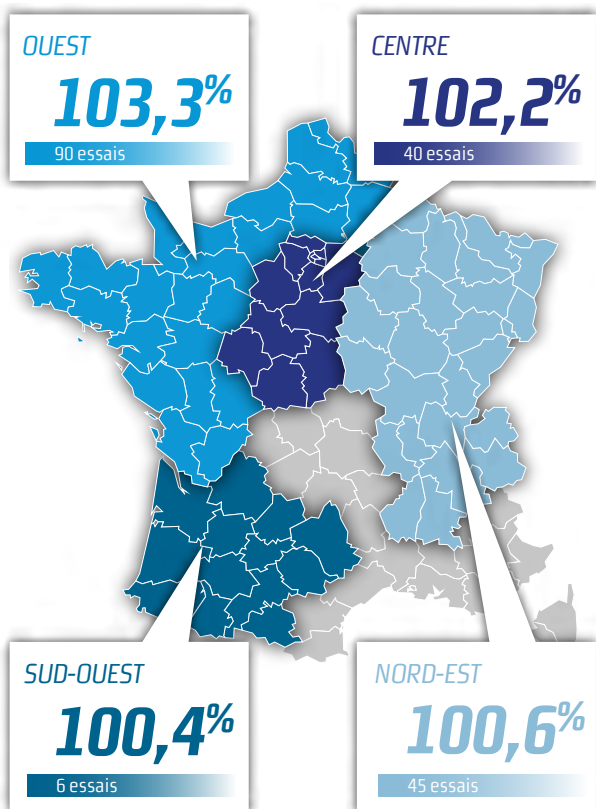 OUEST
103,3%
90 essais
CENTRE
102,2%
40 essais
SUD-OUEST
100,4%
6 essais
NORD-EST
100,6%
45 essais